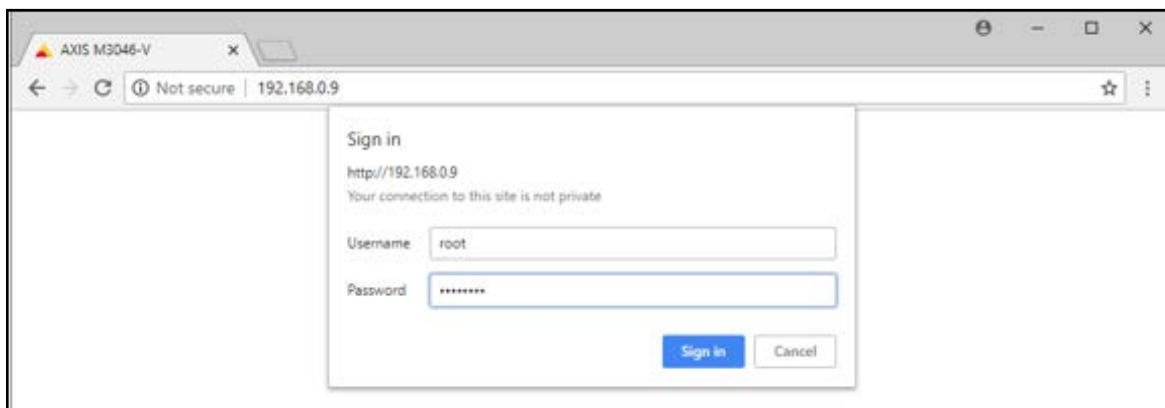 AXIS M3046-V
Not secure | 192.168.0.9
Sign in
http://192.168.0.9
Your connection to this site is not private
Username root
Password ••••••••
Sign in Cancel